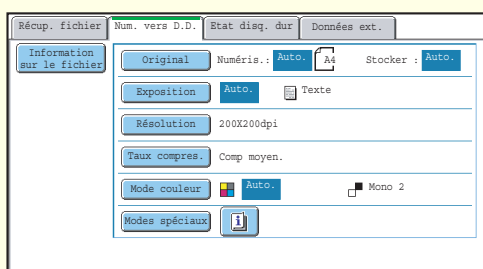 Récup. fichier Num. vers D.D. Etat disq. dur Données ext.
Information
sur le fichier
Original Numéris.: Auto. A4 Stocker : Auto.
Exposition Auto. Texte
Résolution 200X200dpi
Taux compres. Comp moyen.
Mode couleur Auto. Mono 2
Modes spéciaux